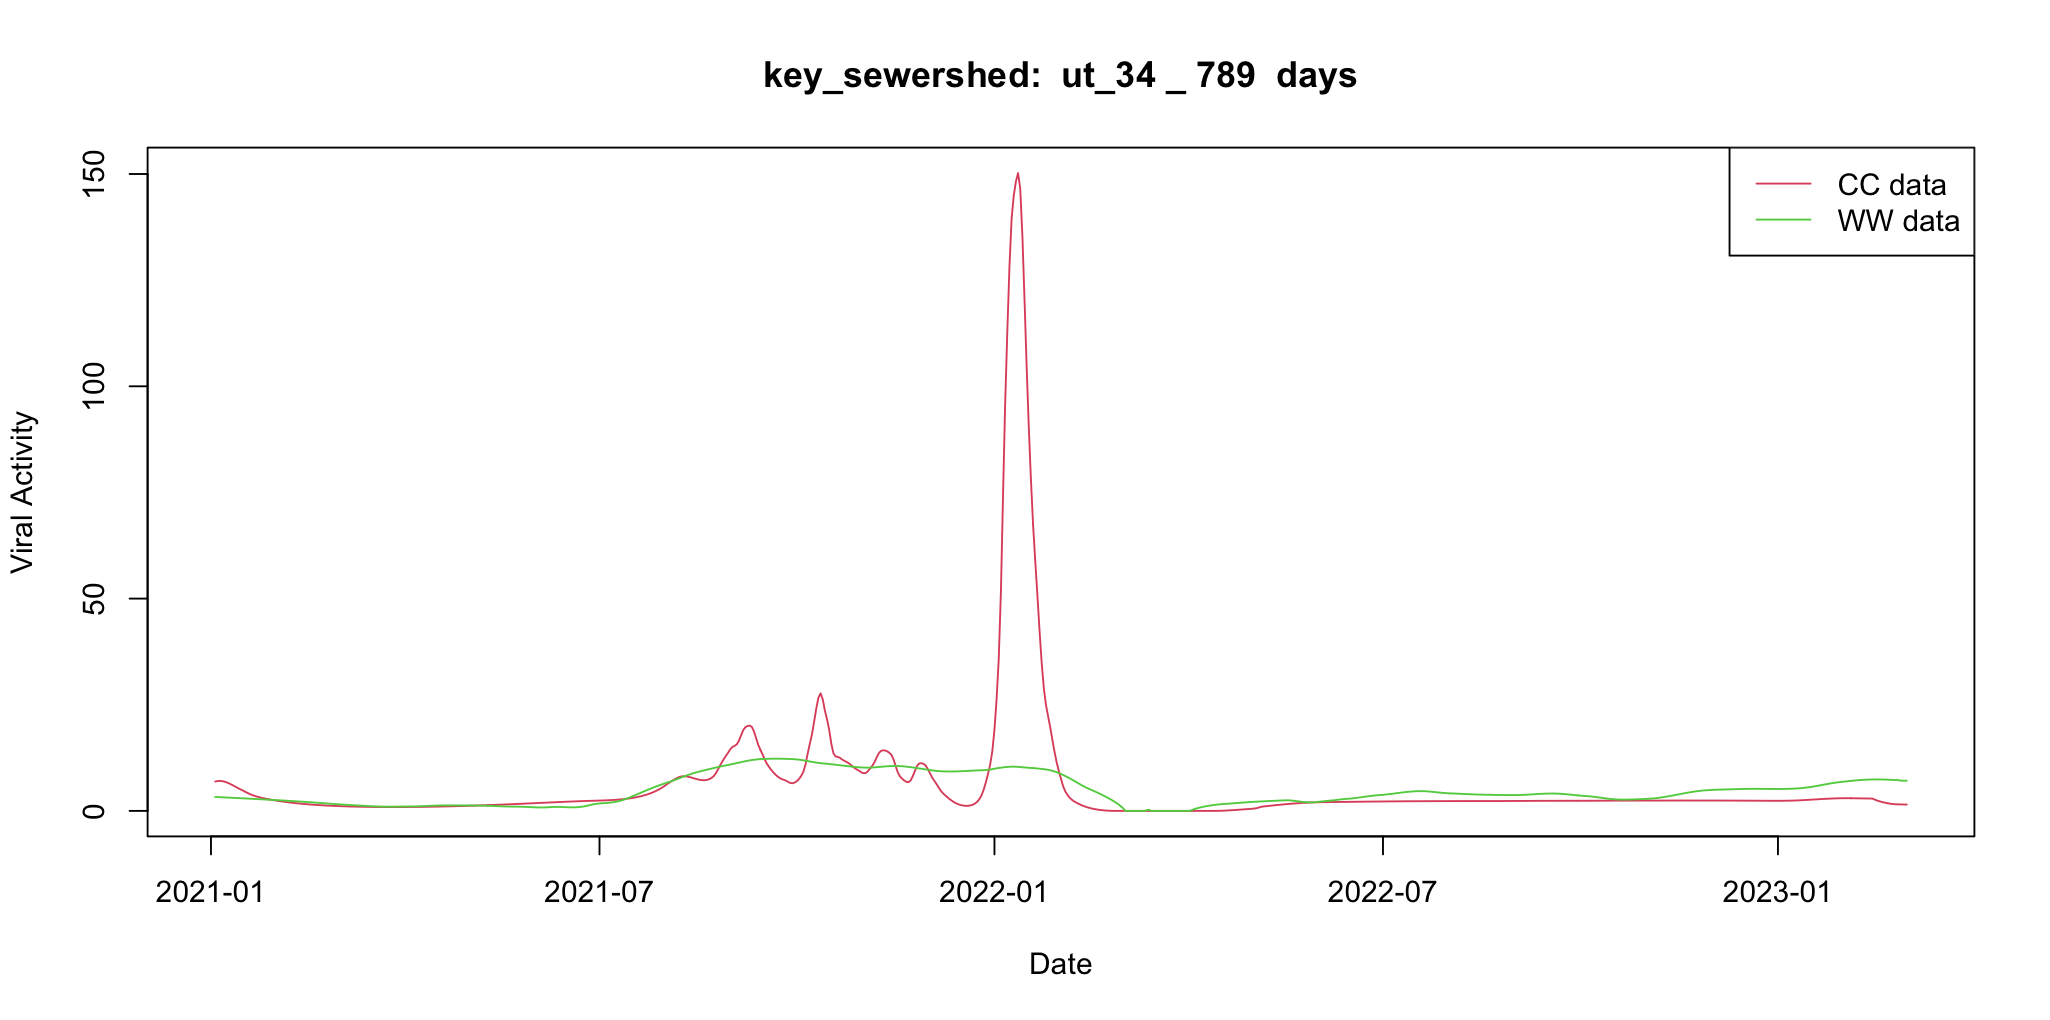 key_sewershed: ut_34 _ 789 days
150
100
50
0
Viral Activity
CC data
WW data
2021-01
2021-07
2022-01
2022-07
2023-01
Date